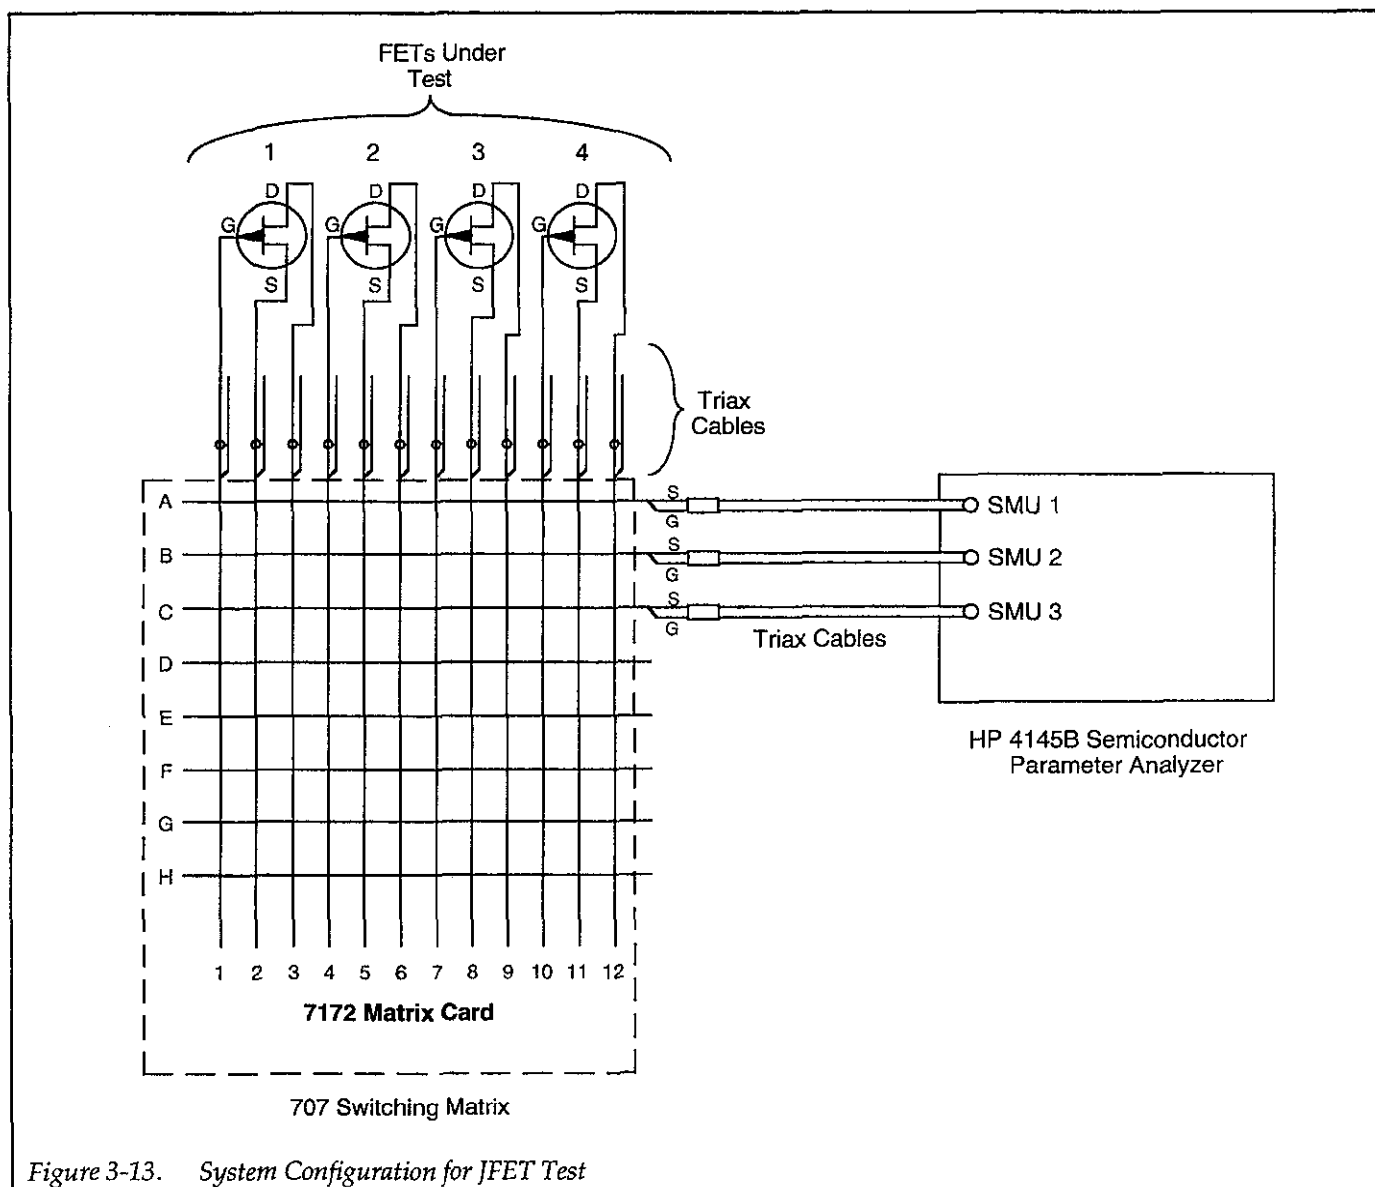 FETs Under
Test
1 2 3 4
D D D D
G G G G
S S S S
Triax
Cables
A
S
G
SMU 1
B
S
G
SMU 2
C
S
G
SMU 3
Triax Cables
D
E
F
G
H
HP 4145B Semiconductor
Parameter Analyzer
1 2 3 4 5 6 7 8 9 10 11 12
7172 Matrix Card
707 Switching Matrix
Figure 3-13. System Configuration for JFET Test